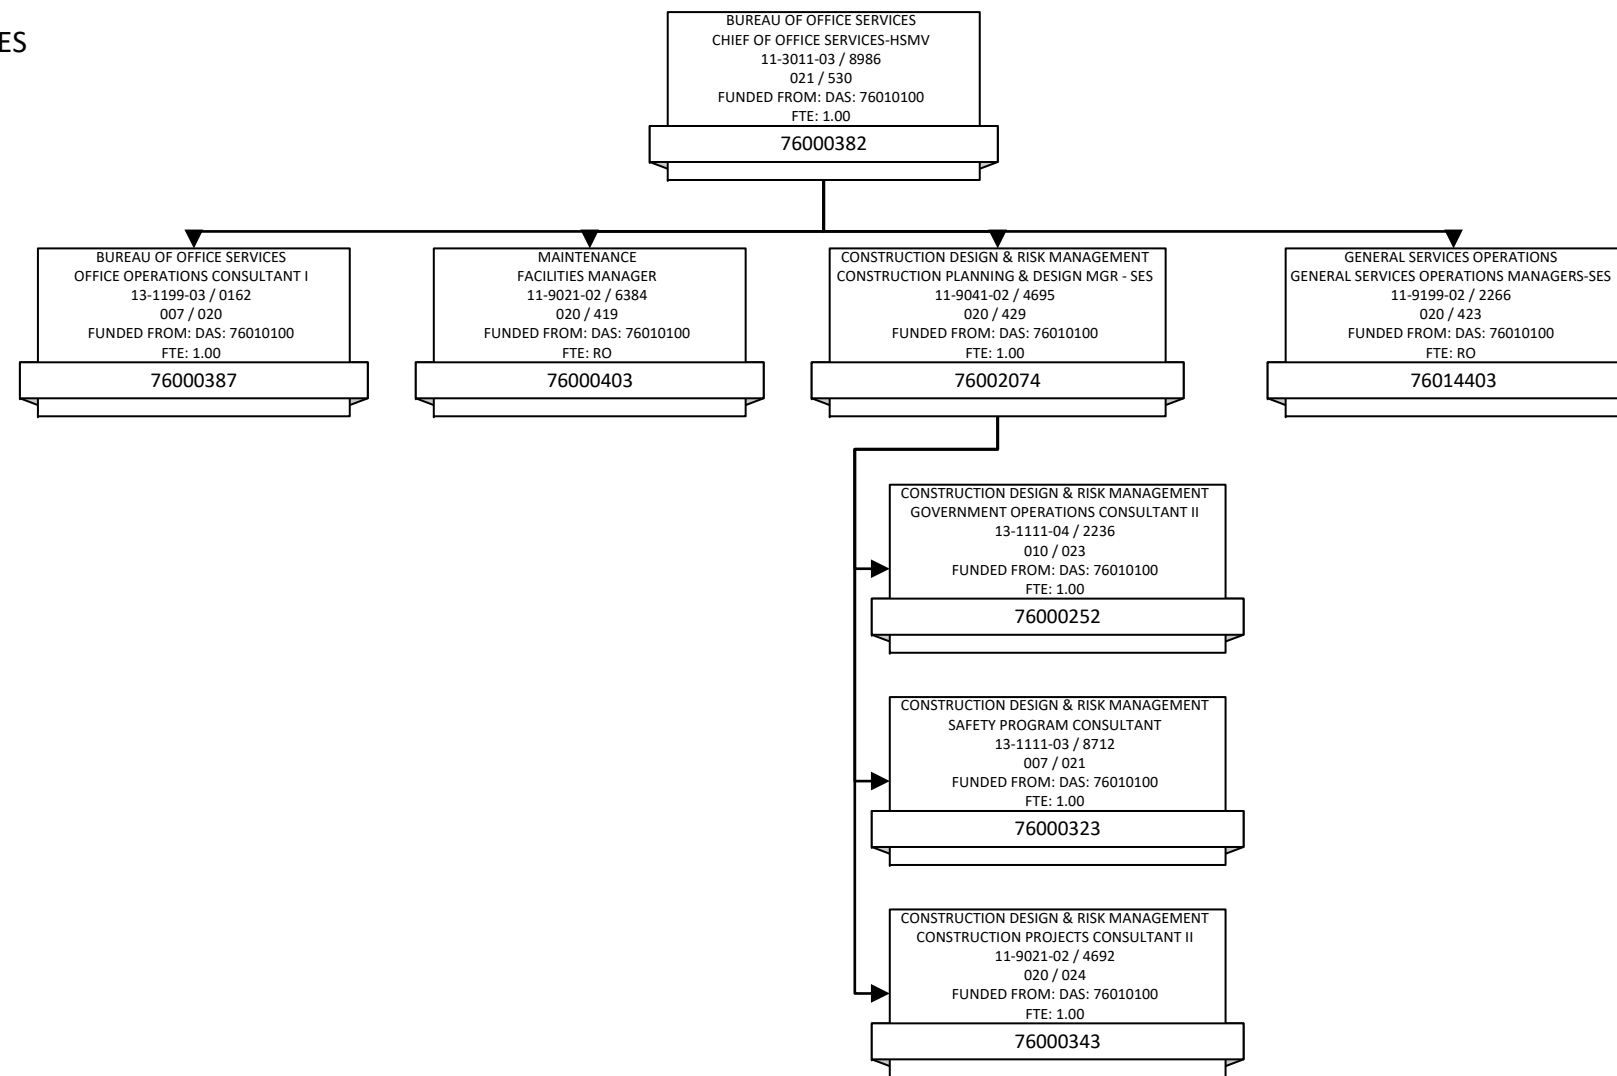 ES
BUREAU OF OFFICE SERVICES
CHIEF OF OFFICE SERVICES-HSMV
11-3011-03 / 8986
021 / 530
FUNDED FROM: DAS: 76010100
FTE: 1.00
76000382
BUREAU OF OFFICE SERVICES
OFFICE OPERATIONS CONSULTANT I
13-1199-03 / 0162
007 / 020
FUNDED FROM: DAS: 76010100
FTE: 1.00
76000387
MAINTENANCE
FACILITIES MANAGER
11-9021-02 / 6384
020 / 419
FUNDED FROM: DAS: 76010100
FTE: RO
76000403
CONSTRUCTION DESIGN & RISK MANAGEMENT
CONSTRUCTION PLANNING & DESIGN MGR - SES
11-9041-02 / 4695
020 / 429
FUNDED FROM: DAS: 76010100
FTE: 1.00
76002074
GENERAL SERVICES OPERATIONS
GENERAL SERVICES OPERATIONS MANAGERS-SES
11-9199-02 / 2266
020 / 423
FUNDED FROM: DAS: 76010100
FTE: RO
76014403
CONSTRUCTION DESIGN & RISK MANAGEMENT
GOVERNMENT OPERATIONS CONSULTANT II
13-1111-04 / 2236
010 / 023
FUNDED FROM: DAS: 76010100
FTE: 1.00
76000252
CONSTRUCTION DESIGN & RISK MANAGEMENT
SAFETY PROGRAM CONSULTANT
13-1111-03 / 8712
007 / 021
FUNDED FROM: DAS: 76010100
FTE: 1.00
76000323
CONSTRUCTION DESIGN & RISK MANAGEMENT
CONSTRUCTION PROJECTS CONSULTANT II
11-9021-02 / 4692
020 / 024
FUNDED FROM: DAS: 76010100
FTE: 1.00
76000343